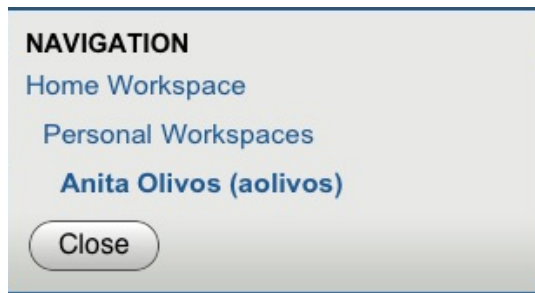 NAVIGATION
Home Workspace
Personal Workspaces
Anita Olivos (aolivos)
Close